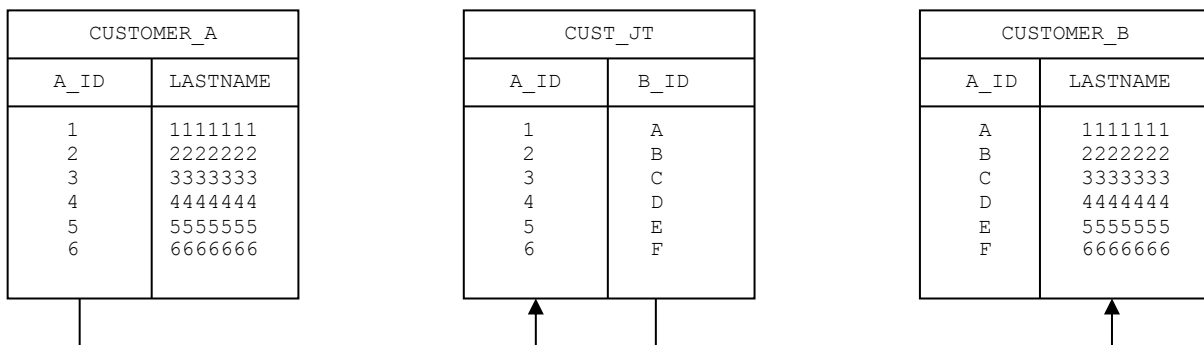 CUSTOMER_A
A_ID LASTNAME
1 1111111
2 2222222
3 3333333
4 4444444
5 5555555
6 6666666
CUST_JT
A_ID B_ID
1 A
2 B
3 C
4 D
5 E
6 F
CUSTOMER_B
A_ID LASTNAME
A 1111111
B 2222222
C 3333333
D 4444444
E 5555555
F 6666666